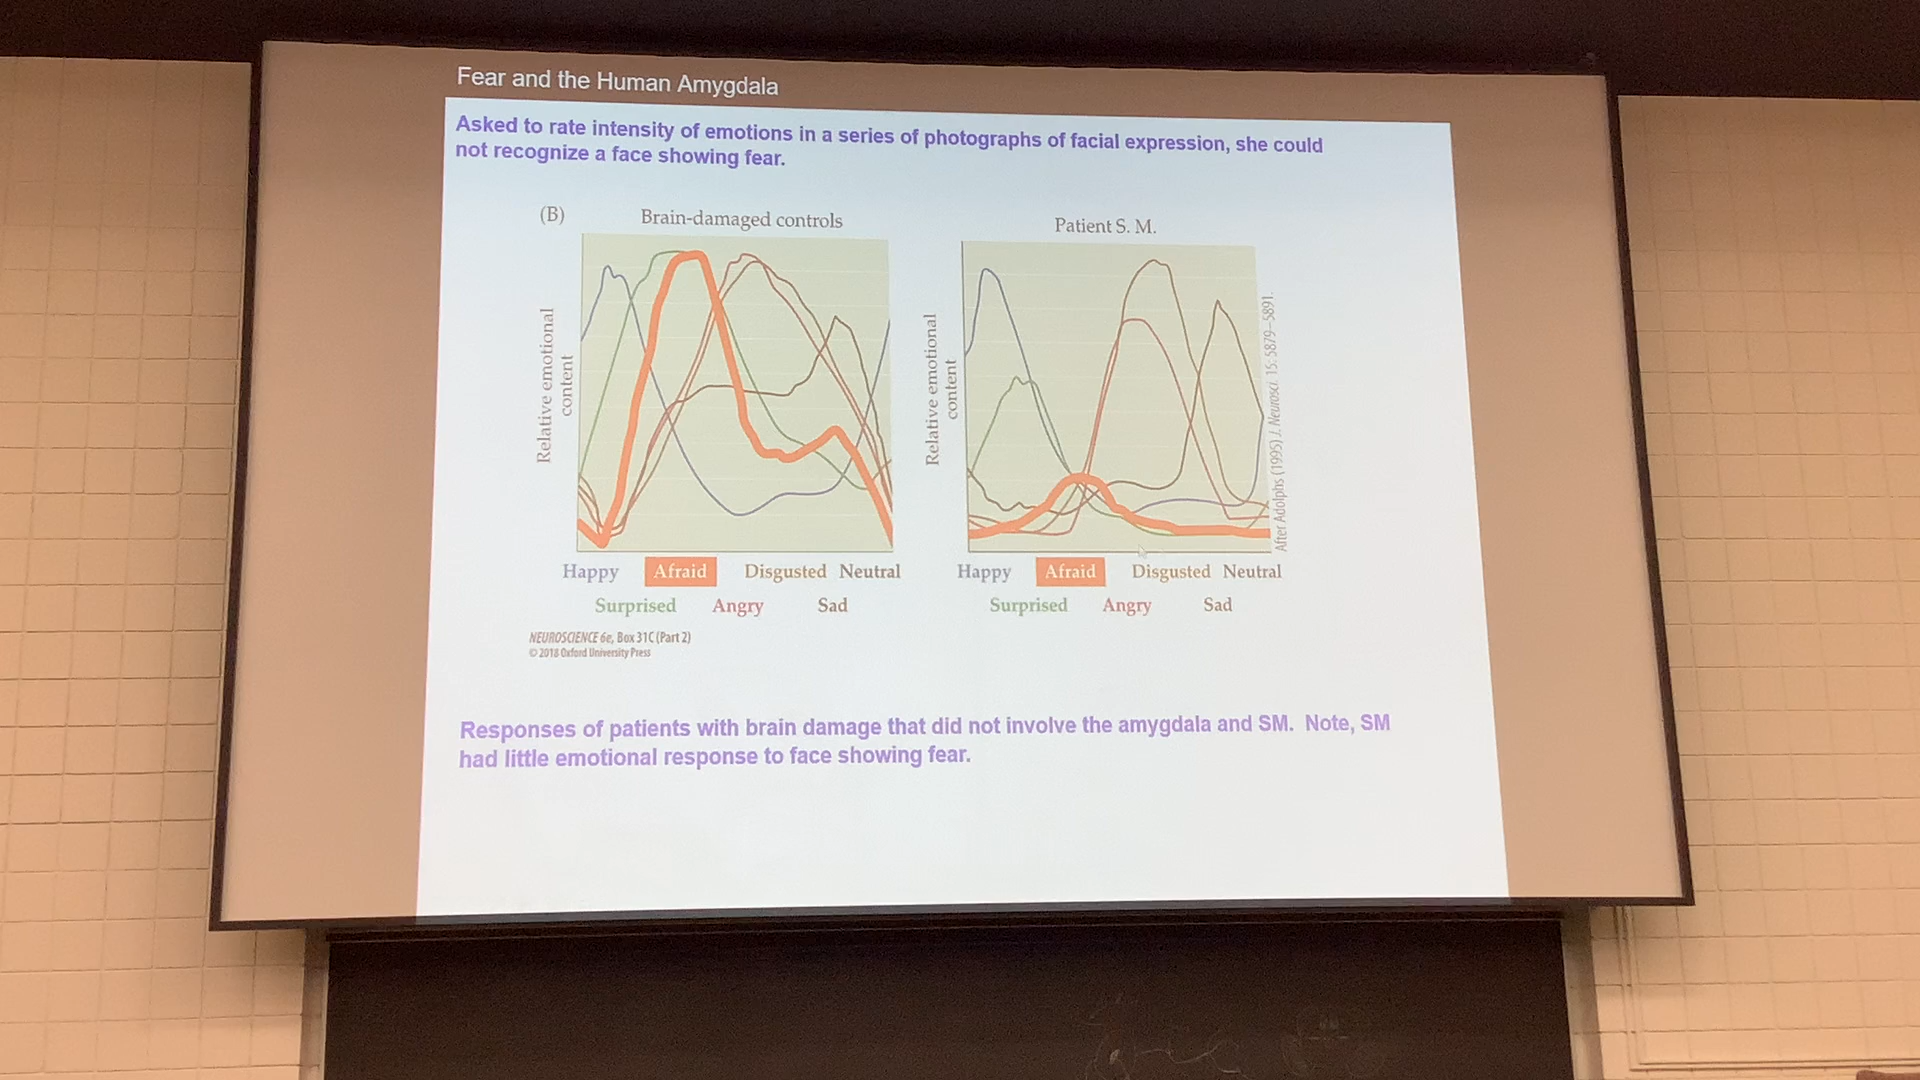 Fear and the Human Amygdala
Asked to rate intensity of emotions in a series of photographs of facial expression, she could
not recognize a face showing fear.
(B)
Brain-damaged controls
Relative emotional
content
Happy Afraid Disgusted Neutral
Surprised Angry Sad
Patient S. M.
Relative emotional
content
Happy Afraid Disgusted Neutral
Surprised Angry Sad
After Adolphs (1995) J. Neurosci. 15: 5879–5891.
NEUROSCIENCE 6e, Box 31C (Part 2)
© 2018 Oxford University Press
Responses of patients with brain damage that did not involve the amygdala and SM. Note, SM
had little emotional response to face showing fear.